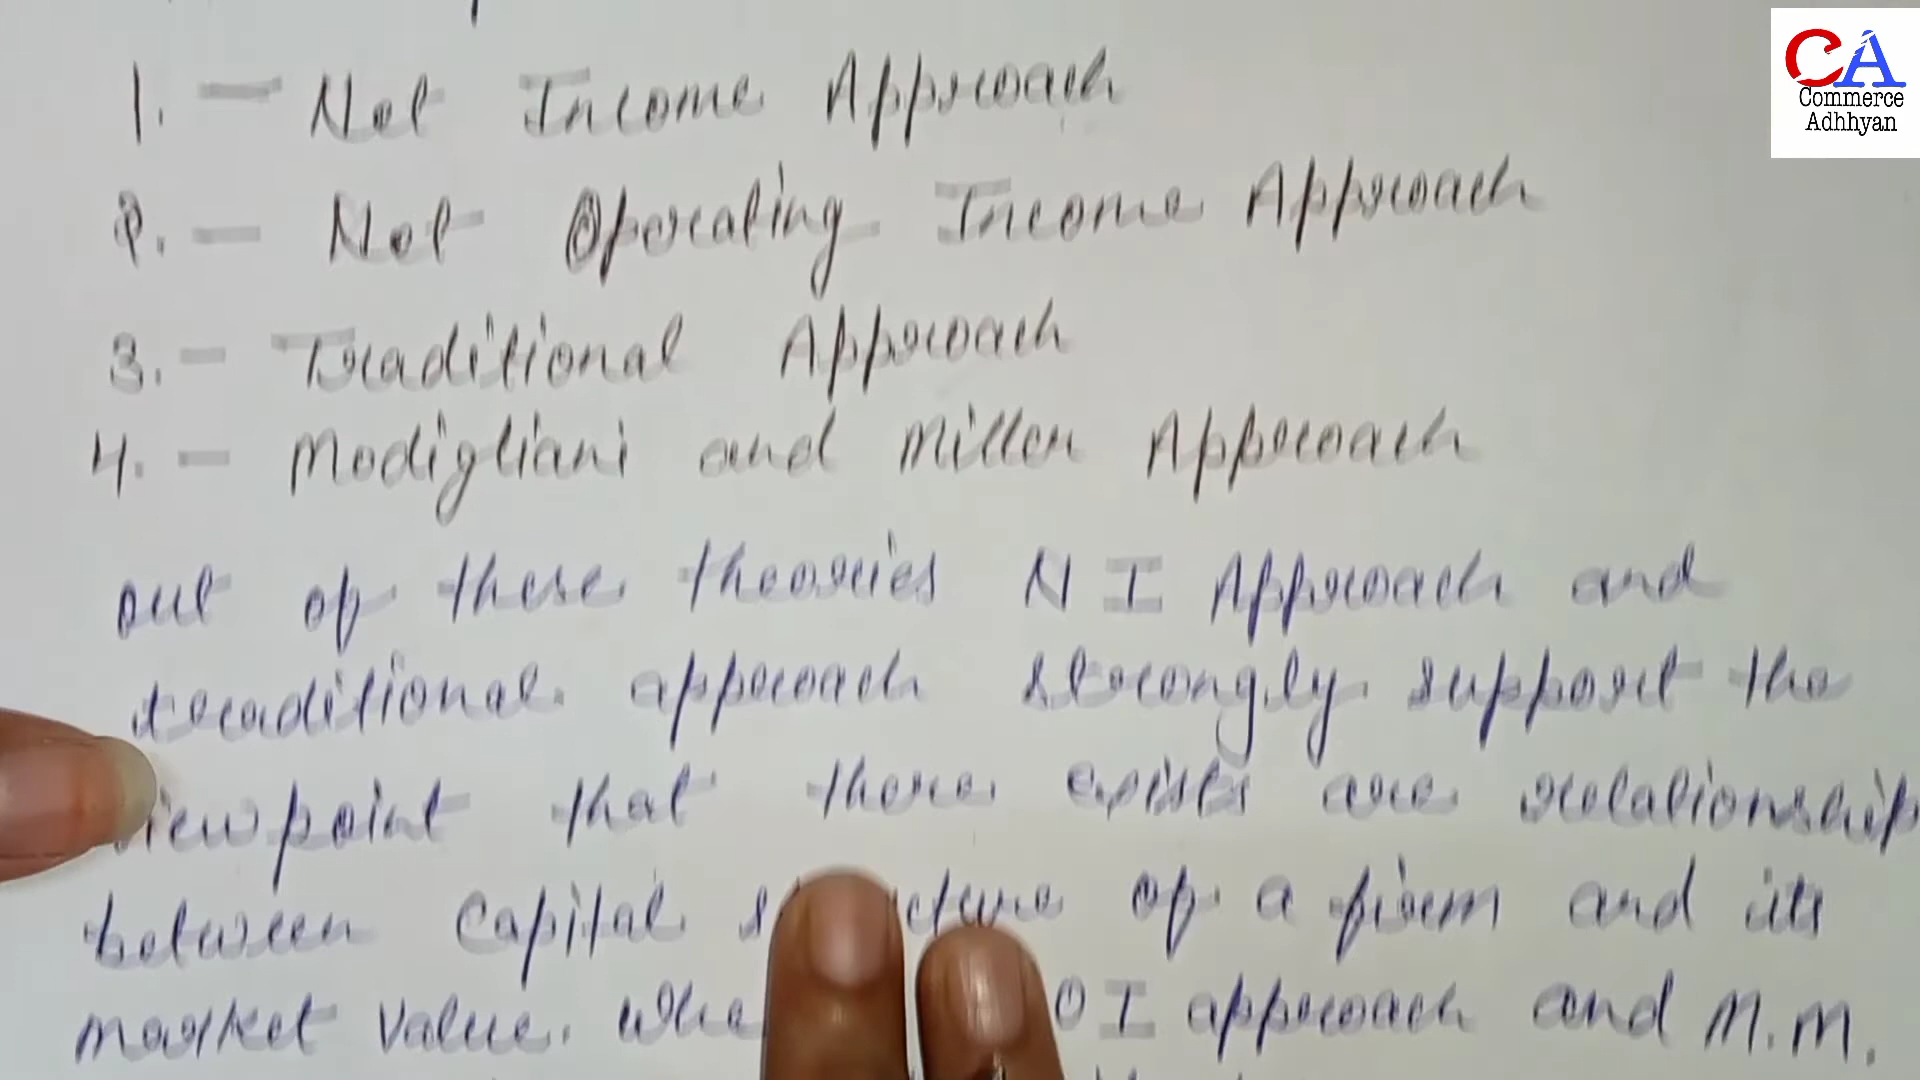 1. - Net Income Approach
2. - Net Operating Income Approach
3. - Traditional Approach
4. - Modigliani and Miller Approach
out of these theories N I Approach and
traditional approach strongly support the
viewpoint that there exists are relationship
between capital structure of a firm and its
market value. OI approach and M.M.
CA
Commerce
Adhhyan